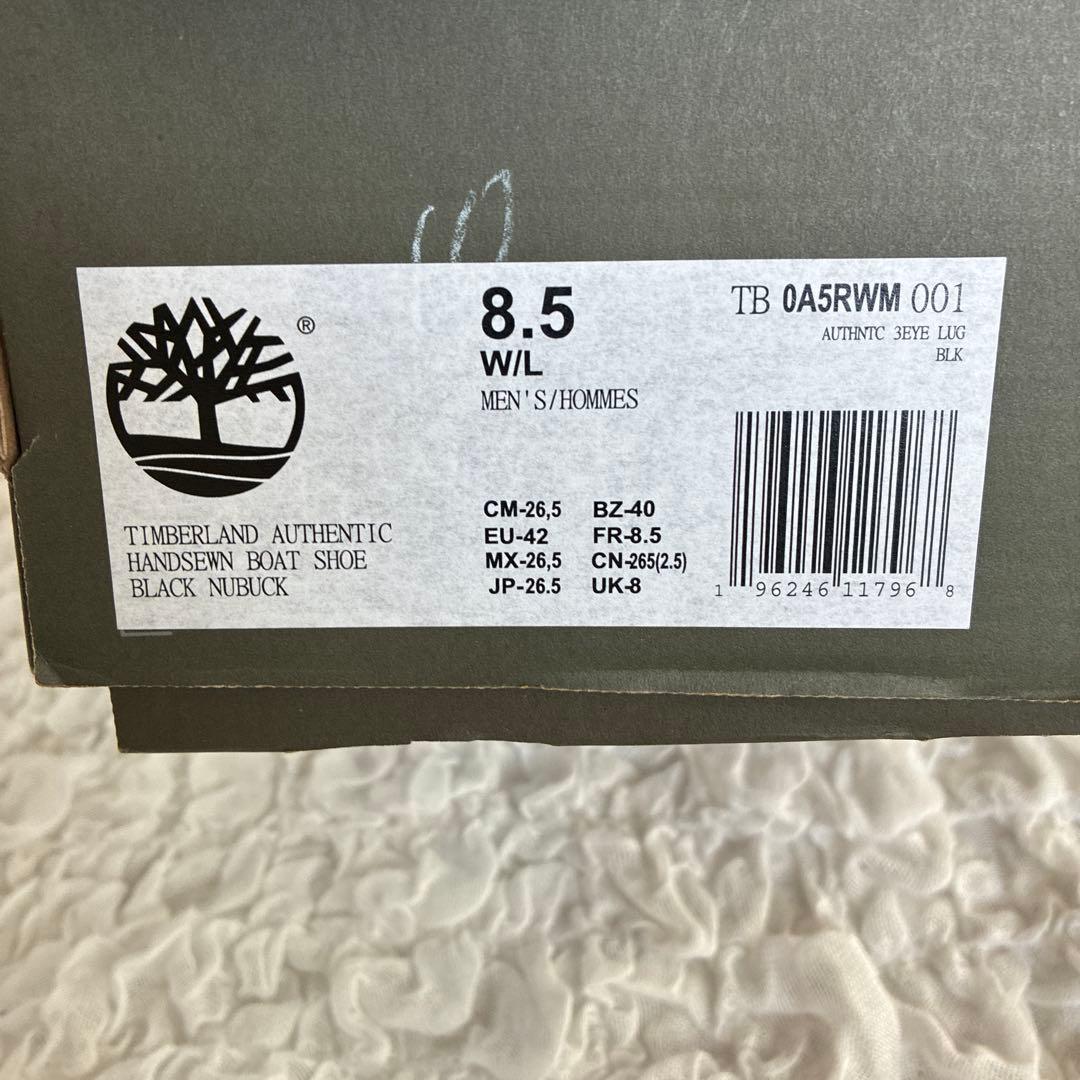 ®
8.5
W/L
MEN'S/HOMMES
TB 0A5RWM 001
AUTHNTC 3EYE LUG
BLK
TIMBERLAND AUTHENTIC
HANDSEWN BOAT SHOE
BLACK NUBUCK
CM-26,5 BZ-40
EU-42 FR-8.5
MX-26,5 CN-265(2.5)
JP-26.5 UK-8
1 96246 11796 8